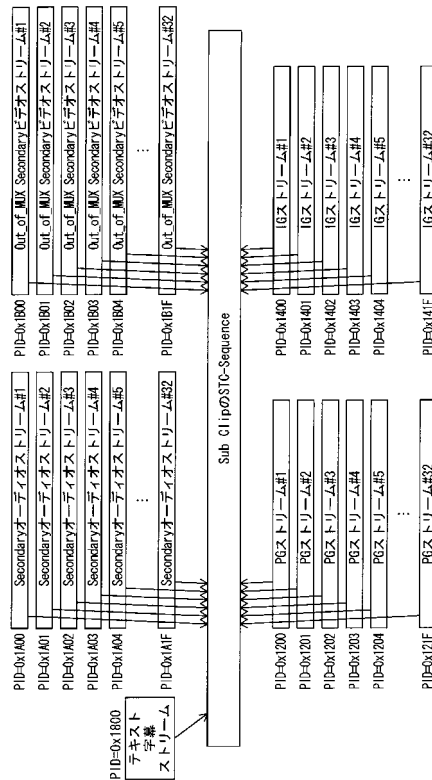 PID=0x1A00 Secondaryオーディオストリーム#1
PID=0x1A01 Secondaryオーディオストリーム#2
PID=0x1A02 Secondaryオーディオストリーム#3
PID=0x1A03 Secondaryオーディオストリーム#4
PID=0x1A04 Secondaryオーディオストリーム#5
⋮
PID=0x1A1F Secondaryオーディオストリーム#32
PID=0x1B00 Out_of_MUX Secondaryビデオストリーム#1
PID=0x1B01 Out_of_MUX Secondaryビデオストリーム#2
PID=0x1B02 Out_of_MUX Secondaryビデオストリーム#3
PID=0x1B03 Out_of_MUX Secondaryビデオストリーム#4
PID=0x1B04 Out_of_MUX Secondaryビデオストリーム#5
⋮
PID=0x1B1F Out_of_MUX Secondaryビデオストリーム#32
PID=0x1800
テキスト
字幕
ストリーム
Sub ClipのSTC-Sequence
PID=0x1200 PGストリーム#1
PID=0x1201 PGストリーム#2
PID=0x1202 PGストリーム#3
PID=0x1203 PGストリーム#4
PID=0x1204 PGストリーム#5
⋮
PID=0x121F PGストリーム#32
PID=0x1400 IGストリーム#1
PID=0x1401 IGストリーム#2
PID=0x1402 IGストリーム#3
PID=0x1403 IGストリーム#4
PID=0x1404 IGストリーム#5
⋮
PID=0x141F IGストリーム#32